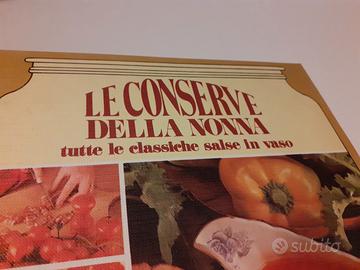 LE CONSERVE
DELLA NONNA
tutte le classiche salse in vaso
subito